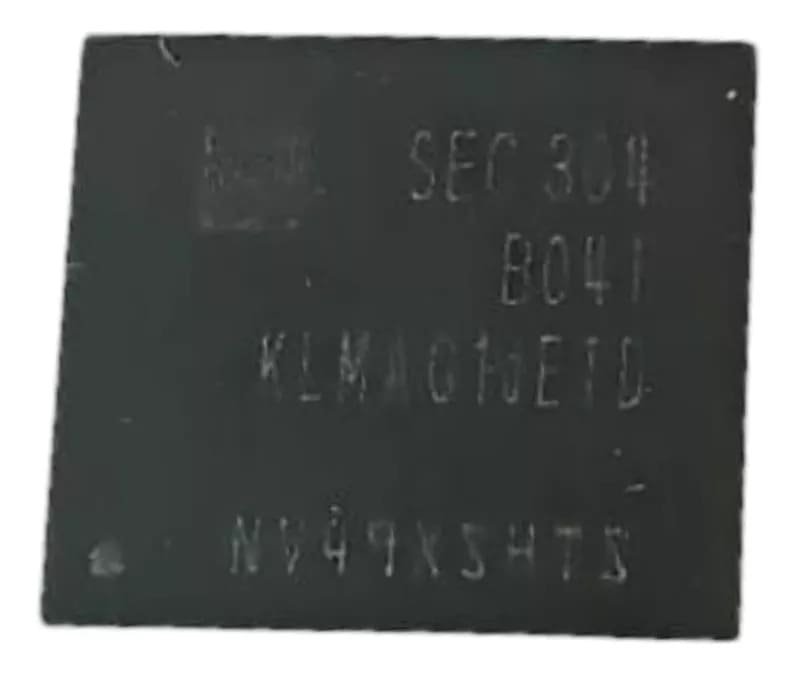 SEC 304
B041
KLMAG1JETD
NV49XSHTS